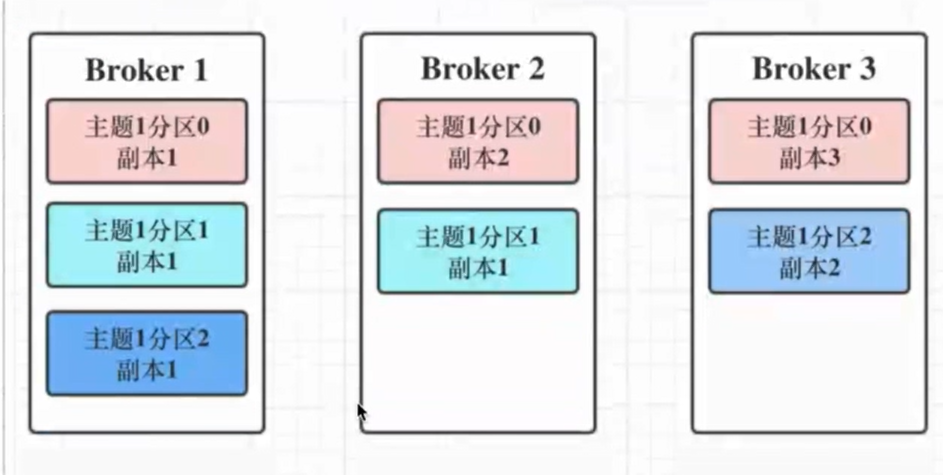 Broker 1
主题1分区0
副本1
主题1分区1
副本1
主题1分区2
副本1
Broker 2
主题1分区0
副本2
主题1分区1
副本1
Broker 3
主题1分区0
副本3
主题1分区2
副本2